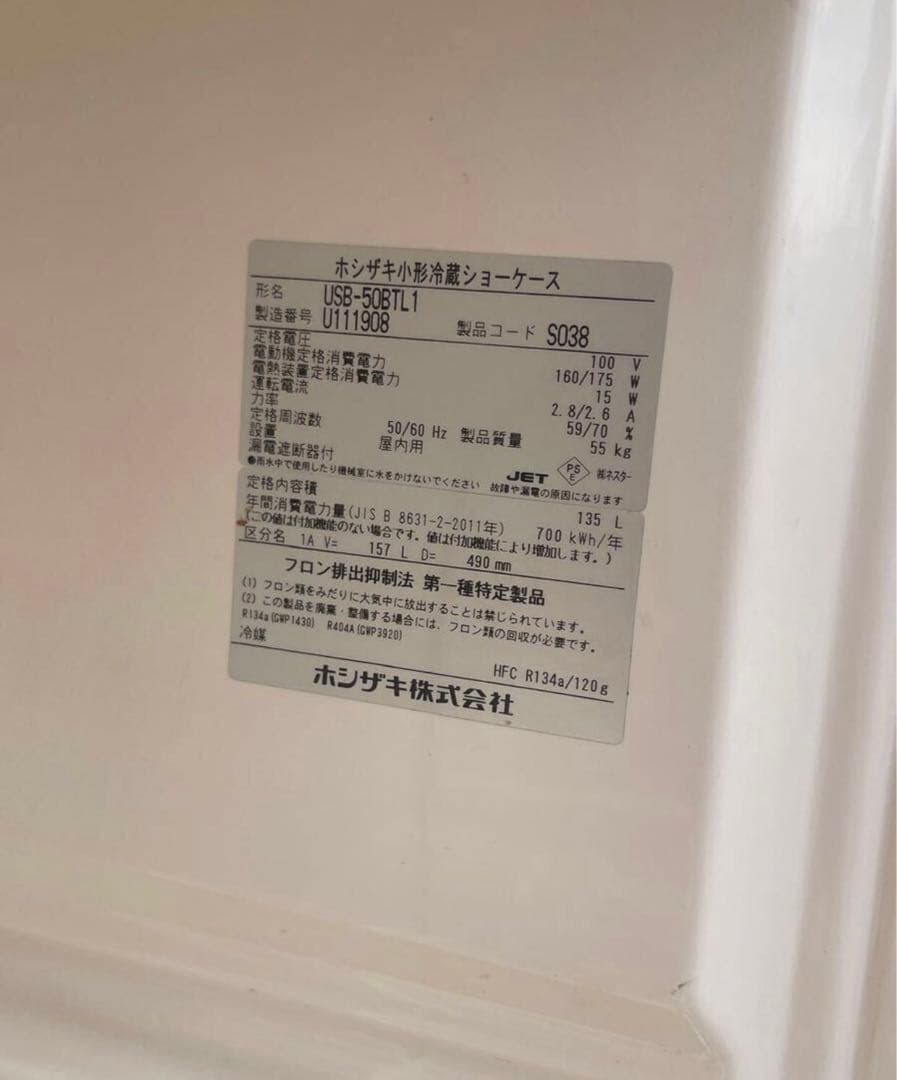 ホシザキ小形冷蔵ショーケース
形名 USB-50BTL1
製造番号 U111908 製品コード S038
定格電圧 100 V
電動機定格消費電力 160/175 W
電熱装置定格消費電力 15 W
運転電流 2.8/2.6 A
力率 59/70 %
定格周波数 50/60 Hz 製品質量 55 kg
設置 屋内用
漏電遮断器付 JET PS E ㈱ネスター
●雨水中で使用したり機械室に水をかけないでください 故障や漏電の原因になります
定格内容積 135 L
年間消費電力量(JIS B 8631-2-2011年) 700 kWh/年
(この値は付加機能のない場合です。値は付加機能により増加します。)
区分名 1A V= 157 L D= 490 mm
フロン排出抑制法 第一種特定製品
(1) フロン類をみだりに大気中に放出することは禁じられています。
(2) この製品を廃棄・整備する場合には、フロン類の回収が必要です。
R134a(GWP1430) R404A(GWP3920)
冷媒 HFC R134a/120g
ホシザキ株式会社